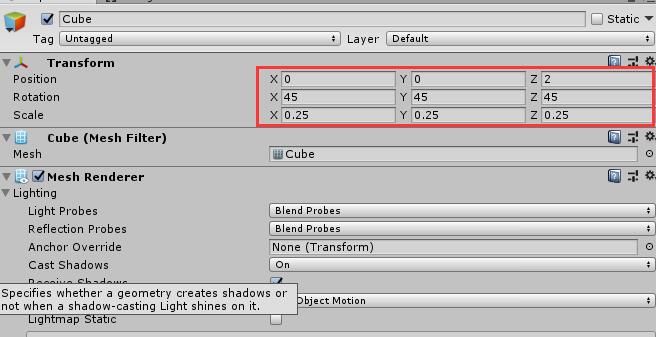 Cube Static
Tag Untagged Layer Default
Transform
Position X 0 Y 0 Z 2
Rotation X 45 Y 45 Z 45
Scale X 0.25 Y 0.25 Z 0.25
Cube (Mesh Filter)
Mesh Cube
Mesh Renderer
Lighting
Light Probes Blend Probes
Reflection Probes Blend Probes
Anchor Override None (Transform)
Cast Shadows On
Receive Shadows
Specifies whether a geometry creates shadows or
not when a shadow-casting Light shines on it.
Object Motion
Lightmap Static